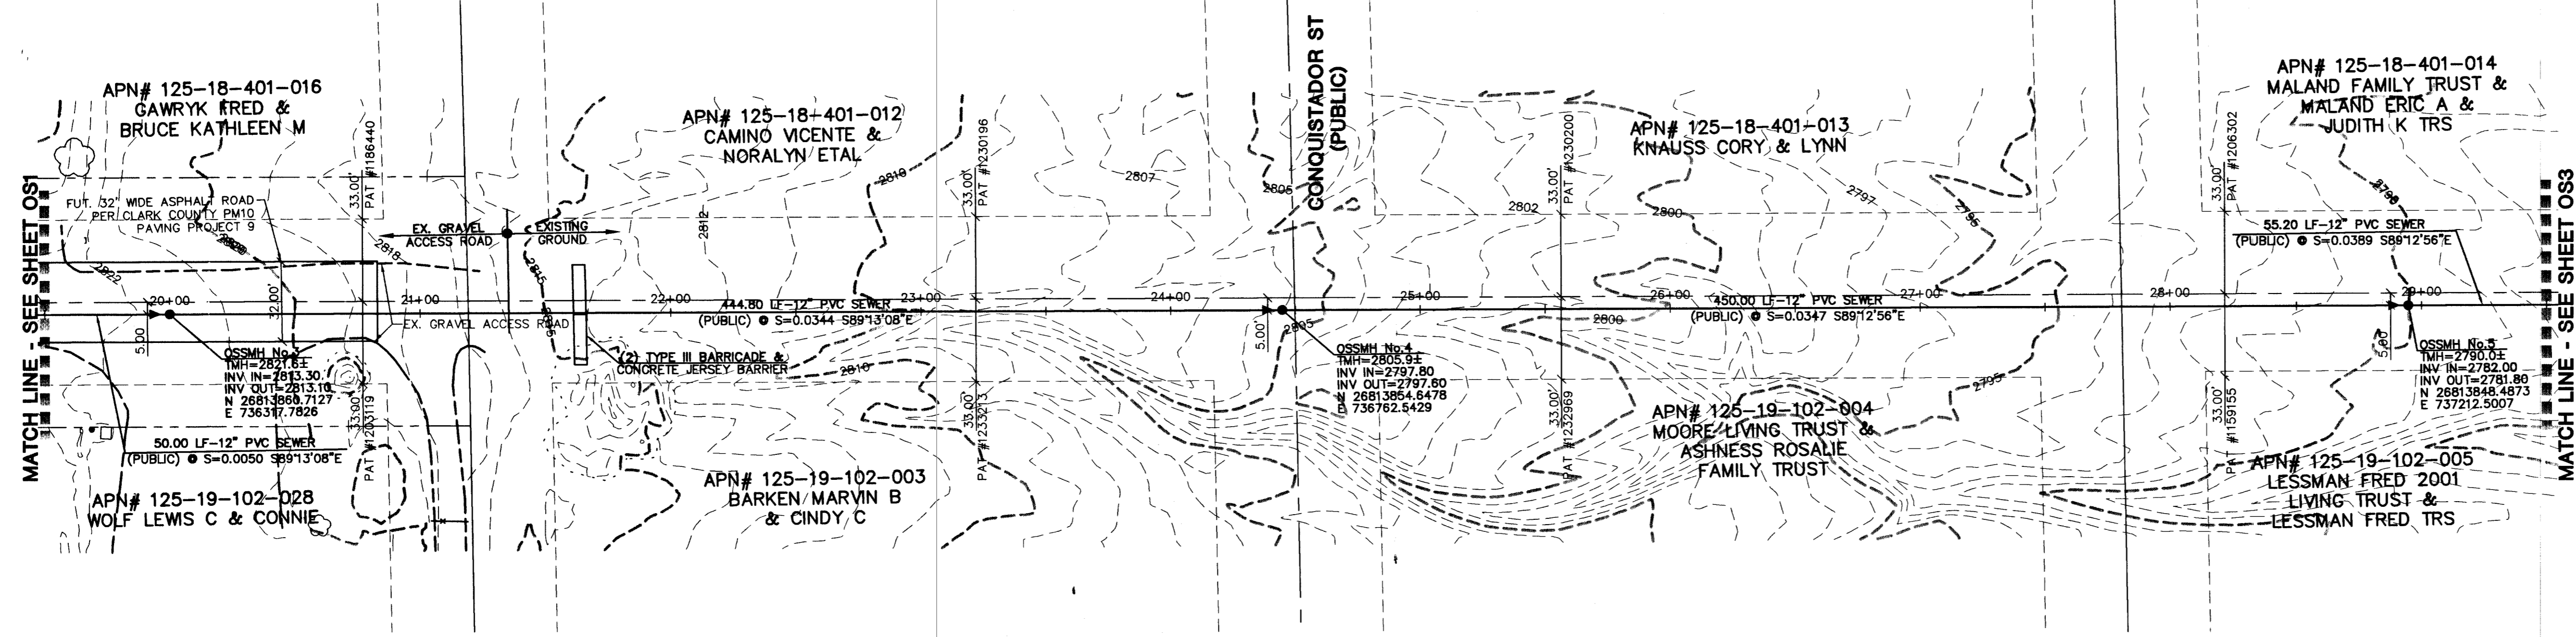 MATCH LINE - SEE SHEET OS1
APN# 125-18-401-016
GAWRYK FRED &
BRUCE KATHLEEN M
FUT. 32' WIDE ASPHALT ROAD
PER CLARK COUNTY PM10
PAVING PROJECT 9
2822
2818
33.00'
PAT #1186440
EX. GRAVEL
ACCESS ROAD
EXISTING
GROUND
2815
20+00
21+00
22+00
32.00'
5.00'
EX. GRAVEL ACCESS ROAD
OSSMH No.3
TMH=2821.6±
INV IN=2813.30
INV OUT=2813.10
N 26813860.7127
E 736317.7826
33.00'
PAT #1203119
50.00 LF-12" PVC SEWER
(PUBLIC) @ S=0.0050 S89°13'08"E
APN# 125-19-102-028
WOLF LEWIS C & CONNIE
APN# 125-18-401-012
CAMINO VICENTE &
NORALYN ETAL
2812
2810
33.00'
PAT #1230196
444.80 LF-12" PVC SEWER
(PUBLIC) @ S=0.0344 S89°13'08"E
23+00
24+00
(2) TYPE III BARRICADE &
CONCRETE JERSEY BARRIER
2810
33.00'
PAT #1233213
APN# 125-19-102-003
BARKEN MARVIN B
& CINDY C
2807
2805
CONQUISTADOR ST
(PUBLIC)
5.00'
2805
OSSMH No.4
TMH=2805.9±
INV IN=2797.80
INV OUT=2797.60
N 26813854.6478
E 736762.5429
25+00
2802
33.00'
PAT #1230200
2800
APN# 125-18-401-013
KNAUSS CORY & LYNN
2797
2795
26+00
27+00
28+00
29+00
450.00 LF-12" PVC SEWER
(PUBLIC) @ S=0.0347 S89°12'56"E
2800
2795
33.00'
PAT #1232969
APN# 125-19-102-004
MOORE LIVING TRUST &
ASHNESS ROSALIE
FAMILY TRUST
APN# 125-18-401-014
MALAND FAMILY TRUST &
MALAND ERIC A &
JUDITH K TRS
33.00'
PAT #1206302
2790
55.20 LF-12" PVC SEWER
(PUBLIC) @ S=0.0389 S89°12'56"E
5.00'
OSSMH No.5
TMH=2790.0±
INV IN=2782.00
INV OUT=2781.80
N 26813848.4873
E 737212.5007
33.00'
PAT #1159155
APN# 125-19-102-005
LESSMAN FRED 2001
LIVING TRUST &
LESSMAN FRED TRS
MATCH LINE - SEE SHEET OS3